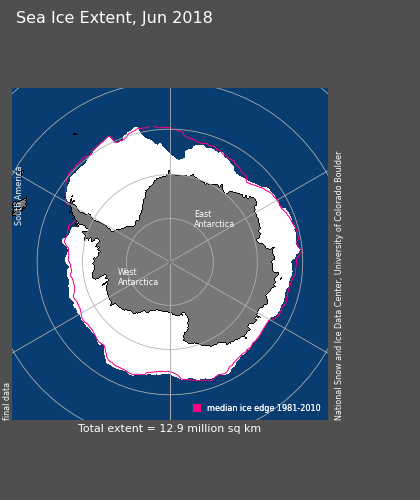 Sea Ice Extent, Jun 2018
South America
East
Antarctica
West
Antarctica
National Snow and Ice Data Center, University of Colorado Boulder
final data
median ice edge 1981-2010
Total extent = 12.9 million sq km